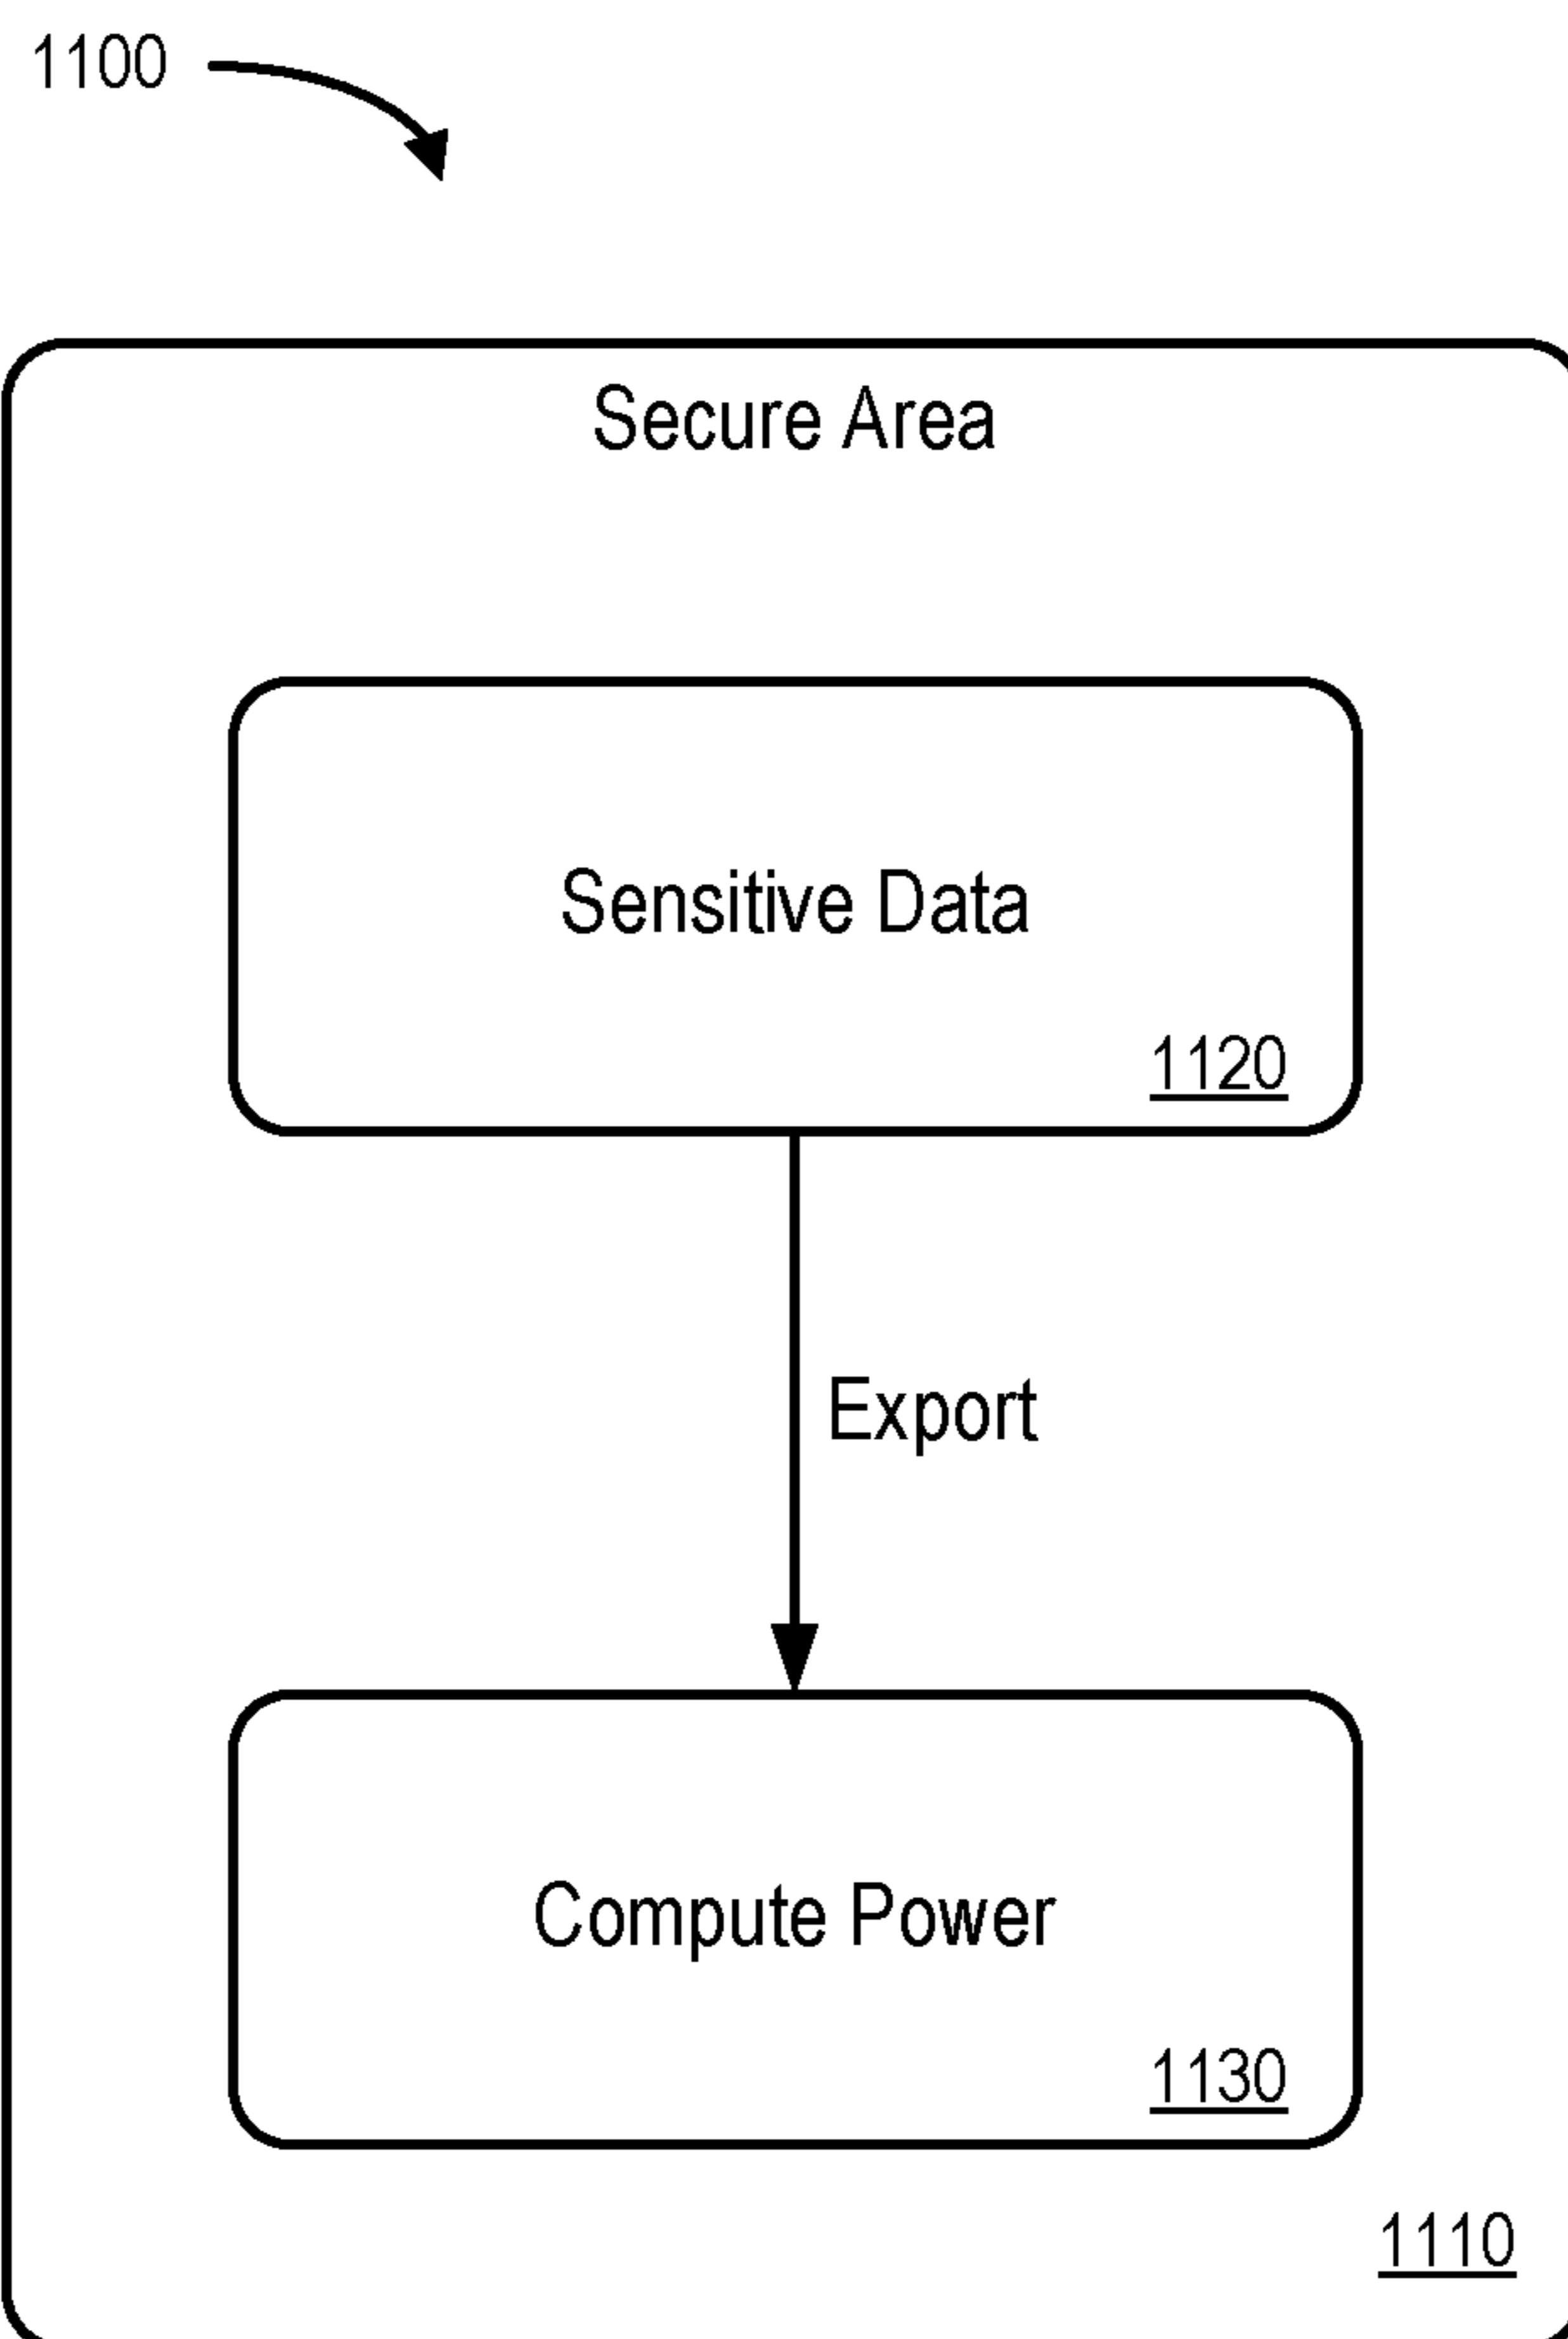 1100
Secure Area
Sensitive Data
1120
Export
Compute Power
1130
1110